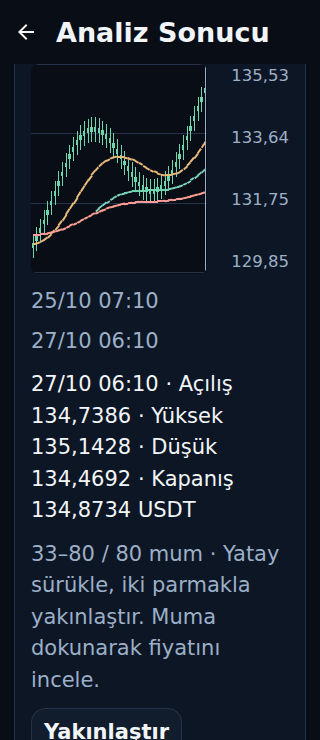 Analiz Sonucu
135,53
133,64
131,75
129,85
25/10 07:10
27/10 06:10
27/10 06:10 · Açılış
134,7386 · Yüksek
135,1428 · Düşük
134,4692 · Kapanış
134,8734 USDT
33–80 / 80 mum · Yatay
sürükle, iki parmakla
yakınlaştır. Muma
dokunarak fiyatını
incele.
Yakınlaştır